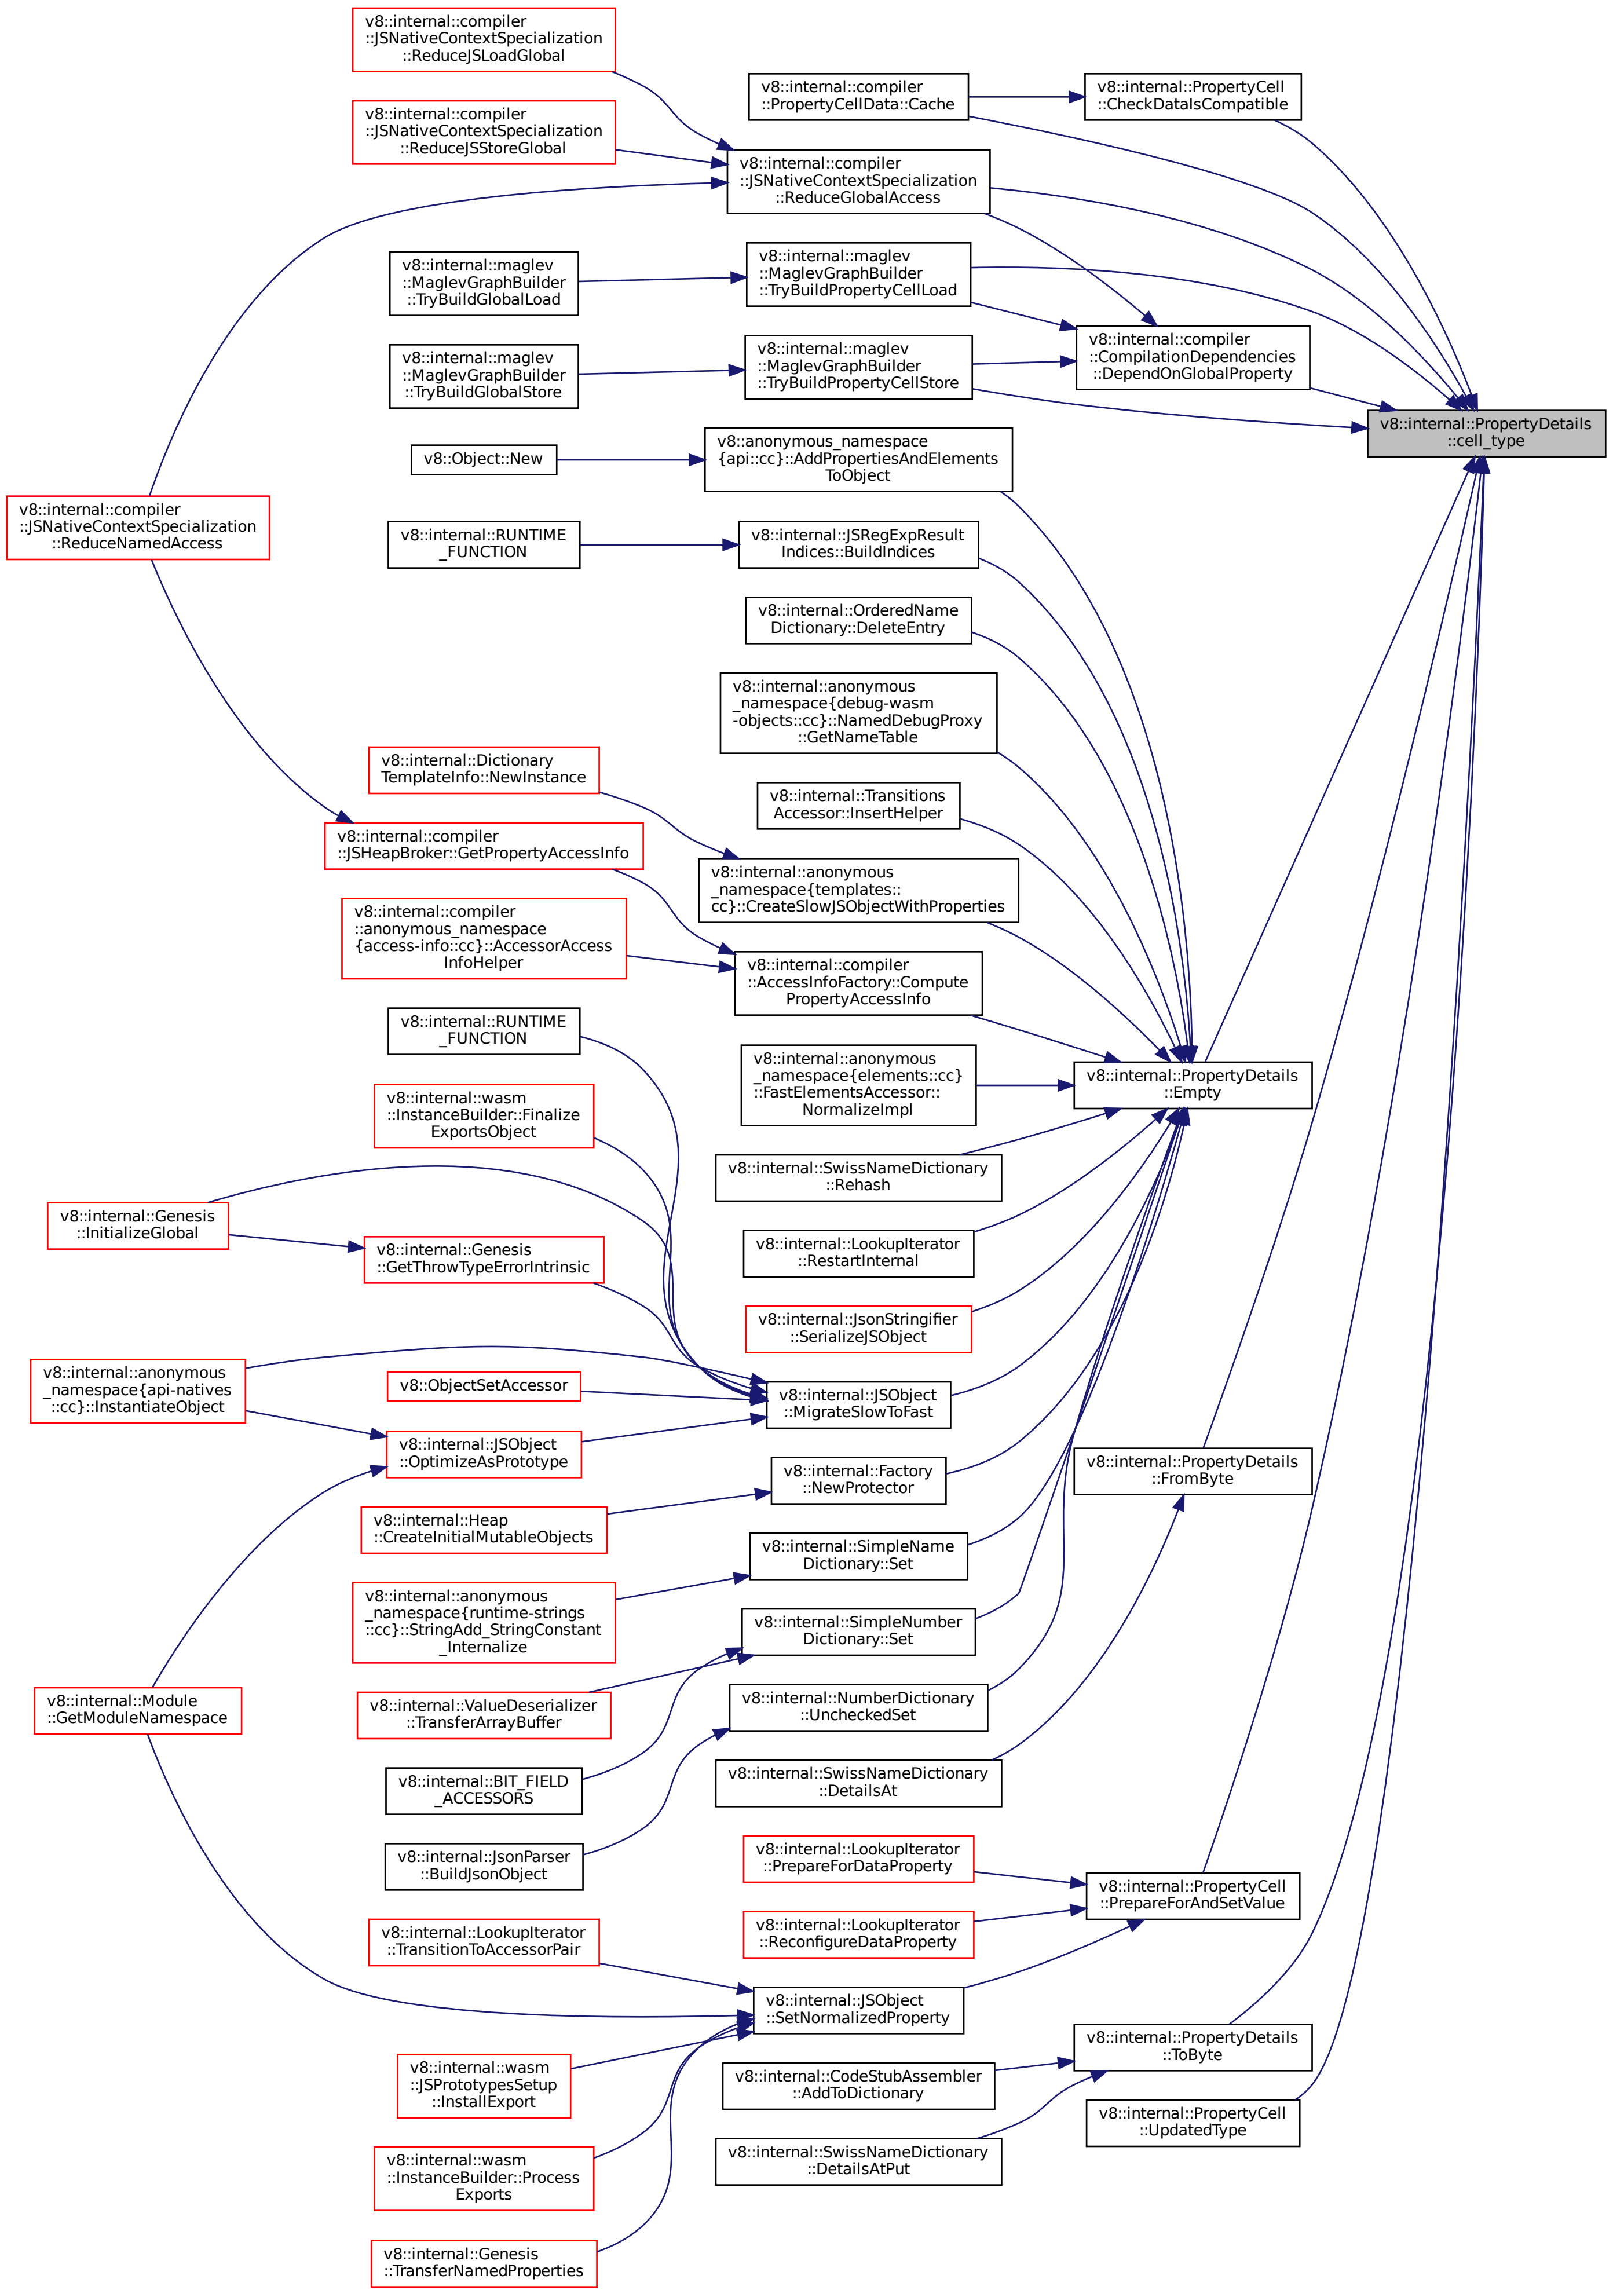 v8::internal::compiler
::JSNativeContextSpecialization
::ReduceJSLoadGlobal
v8::internal::compiler
::PropertyCellData::Cache
v8::internal::PropertyCell
::CheckDataIsCompatible
v8::internal::compiler
::JSNativeContextSpecialization
::ReduceJSStoreGlobal
v8::internal::compiler
::JSNativeContextSpecialization
::ReduceGlobalAccess
v8::internal::maglev
::MaglevGraphBuilder
::TryBuildGlobalLoad
v8::internal::maglev
::MaglevGraphBuilder
::TryBuildPropertyCellLoad
v8::internal::compiler
::CompilationDependencies
::DependOnGlobalProperty
v8::internal::maglev
::MaglevGraphBuilder
::TryBuildGlobalStore
v8::internal::maglev
::MaglevGraphBuilder
::TryBuildPropertyCellStore
v8::internal::PropertyDetails
::cell_type
v8::Object::New
v8::anonymous_namespace
{api::cc}::AddPropertiesAndElements
ToObject
v8::internal::compiler
::JSNativeContextSpecialization
::ReduceNamedAccess
v8::internal::RUNTIME
_FUNCTION
v8::internal::JSRegExpResult
Indices::BuildIndices
v8::internal::OrderedName
Dictionary::DeleteEntry
v8::internal::anonymous
_namespace{debug-wasm
-objects::cc}::NamedDebugProxy
::GetNameTable
v8::internal::Dictionary
TemplateInfo::NewInstance
v8::internal::Transitions
Accessor::InsertHelper
v8::internal::compiler
::JSHeapBroker::GetPropertyAccessInfo
v8::internal::anonymous
_namespace{templates::
cc}::CreateSlowJSObjectWithProperties
v8::internal::compiler
::anonymous_namespace
{access-info::cc}::AccessorAccess
InfoHelper
v8::internal::compiler
::AccessInfoFactory::Compute
PropertyAccessInfo
v8::internal::RUNTIME
_FUNCTION
v8::internal::anonymous
_namespace{elements::cc}
::FastElementsAccessor::
NormalizeImpl
v8::internal::PropertyDetails
::Empty
v8::internal::wasm
::InstanceBuilder::Finalize
ExportsObject
v8::internal::SwissNameDictionary
::Rehash
v8::internal::Genesis
::InitializeGlobal
v8::internal::Genesis
::GetThrowTypeErrorIntrinsic
v8::internal::LookupIterator
::RestartInternal
v8::internal::JsonStringifier
::SerializeJSObject
v8::internal::anonymous
_namespace{api-natives
::cc}::InstantiateObject
v8::ObjectSetAccessor
v8::internal::JSObject
::MigrateSlowToFast
v8::internal::JSObject
::OptimizeAsPrototype
v8::internal::Factory
::NewProtector
v8::internal::PropertyDetails
::FromByte
v8::internal::Heap
::CreateInitialMutableObjects
v8::internal::SimpleName
Dictionary::Set
v8::internal::anonymous
_namespace{runtime-strings
::cc}::StringAdd_StringConstant
_Internalize
v8::internal::SimpleNumber
Dictionary::Set
v8::internal::Module
::GetModuleNamespace
v8::internal::ValueDeserializer
::TransferArrayBuffer
v8::internal::NumberDictionary
::UncheckedSet
v8::internal::BIT_FIELD
_ACCESSORS
v8::internal::SwissNameDictionary
::DetailsAt
v8::internal::JsonParser
::BuildJsonObject
v8::internal::LookupIterator
::PrepareForDataProperty
v8::internal::PropertyCell
::PrepareForAndSetValue
v8::internal::LookupIterator
::TransitionToAccessorPair
v8::internal::LookupIterator
::ReconfigureDataProperty
v8::internal::JSObject
::SetNormalizedProperty
v8::internal::PropertyDetails
::ToByte
v8::internal::wasm
::JSPrototypesSetup
::InstallExport
v8::internal::CodeStubAssembler
::AddToDictionary
v8::internal::PropertyCell
::UpdatedType
v8::internal::wasm
::InstanceBuilder::Process
Exports
v8::internal::SwissNameDictionary
::DetailsAtPut
v8::internal::Genesis
::TransferNamedProperties